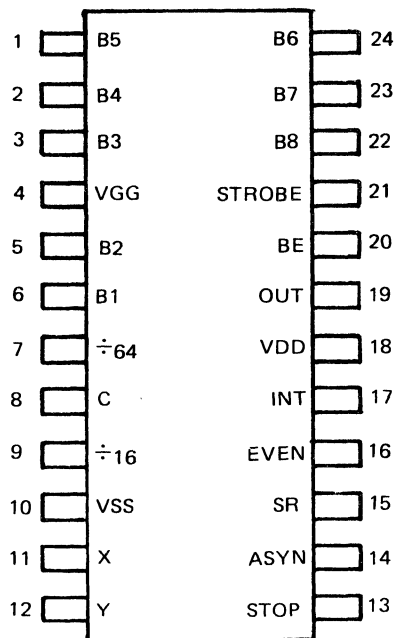 1 B5 B6 24
2 B4 B7 23
3 B3 B8 22
4 VGG STROBE 21
5 B2 BE 20
6 B1 OUT 19
7 ÷64 VDD 18
8 C INT 17
9 ÷16 EVEN 16
10 VSS SR 15
11 X ASYN 14
12 Y STOP 13